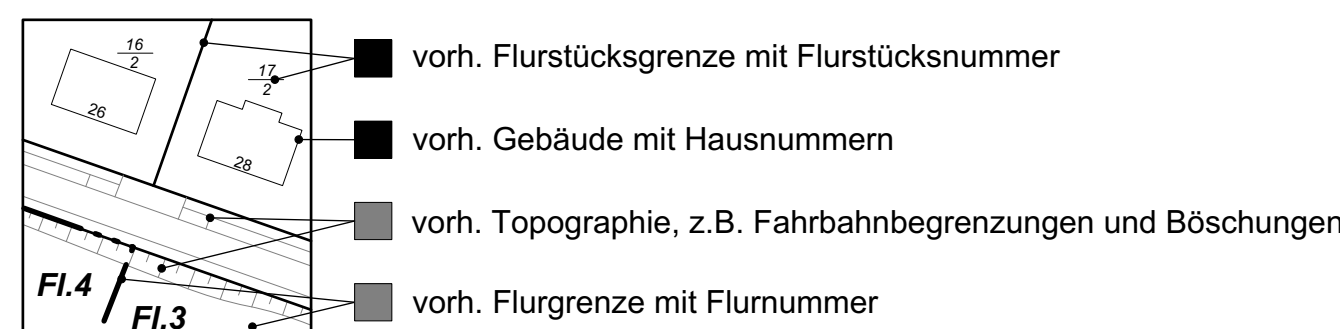 16
2
17
2
26
28
Fl.4
Fl.3
vorh. Flurstücksgrenze mit Flurstücksnummer
vorh. Gebäude mit Hausnummern
vorh. Topographie, z.B. Fahrbahnbegrenzungen und Böschungen
vorh. Flurgrenze mit Flurnummer